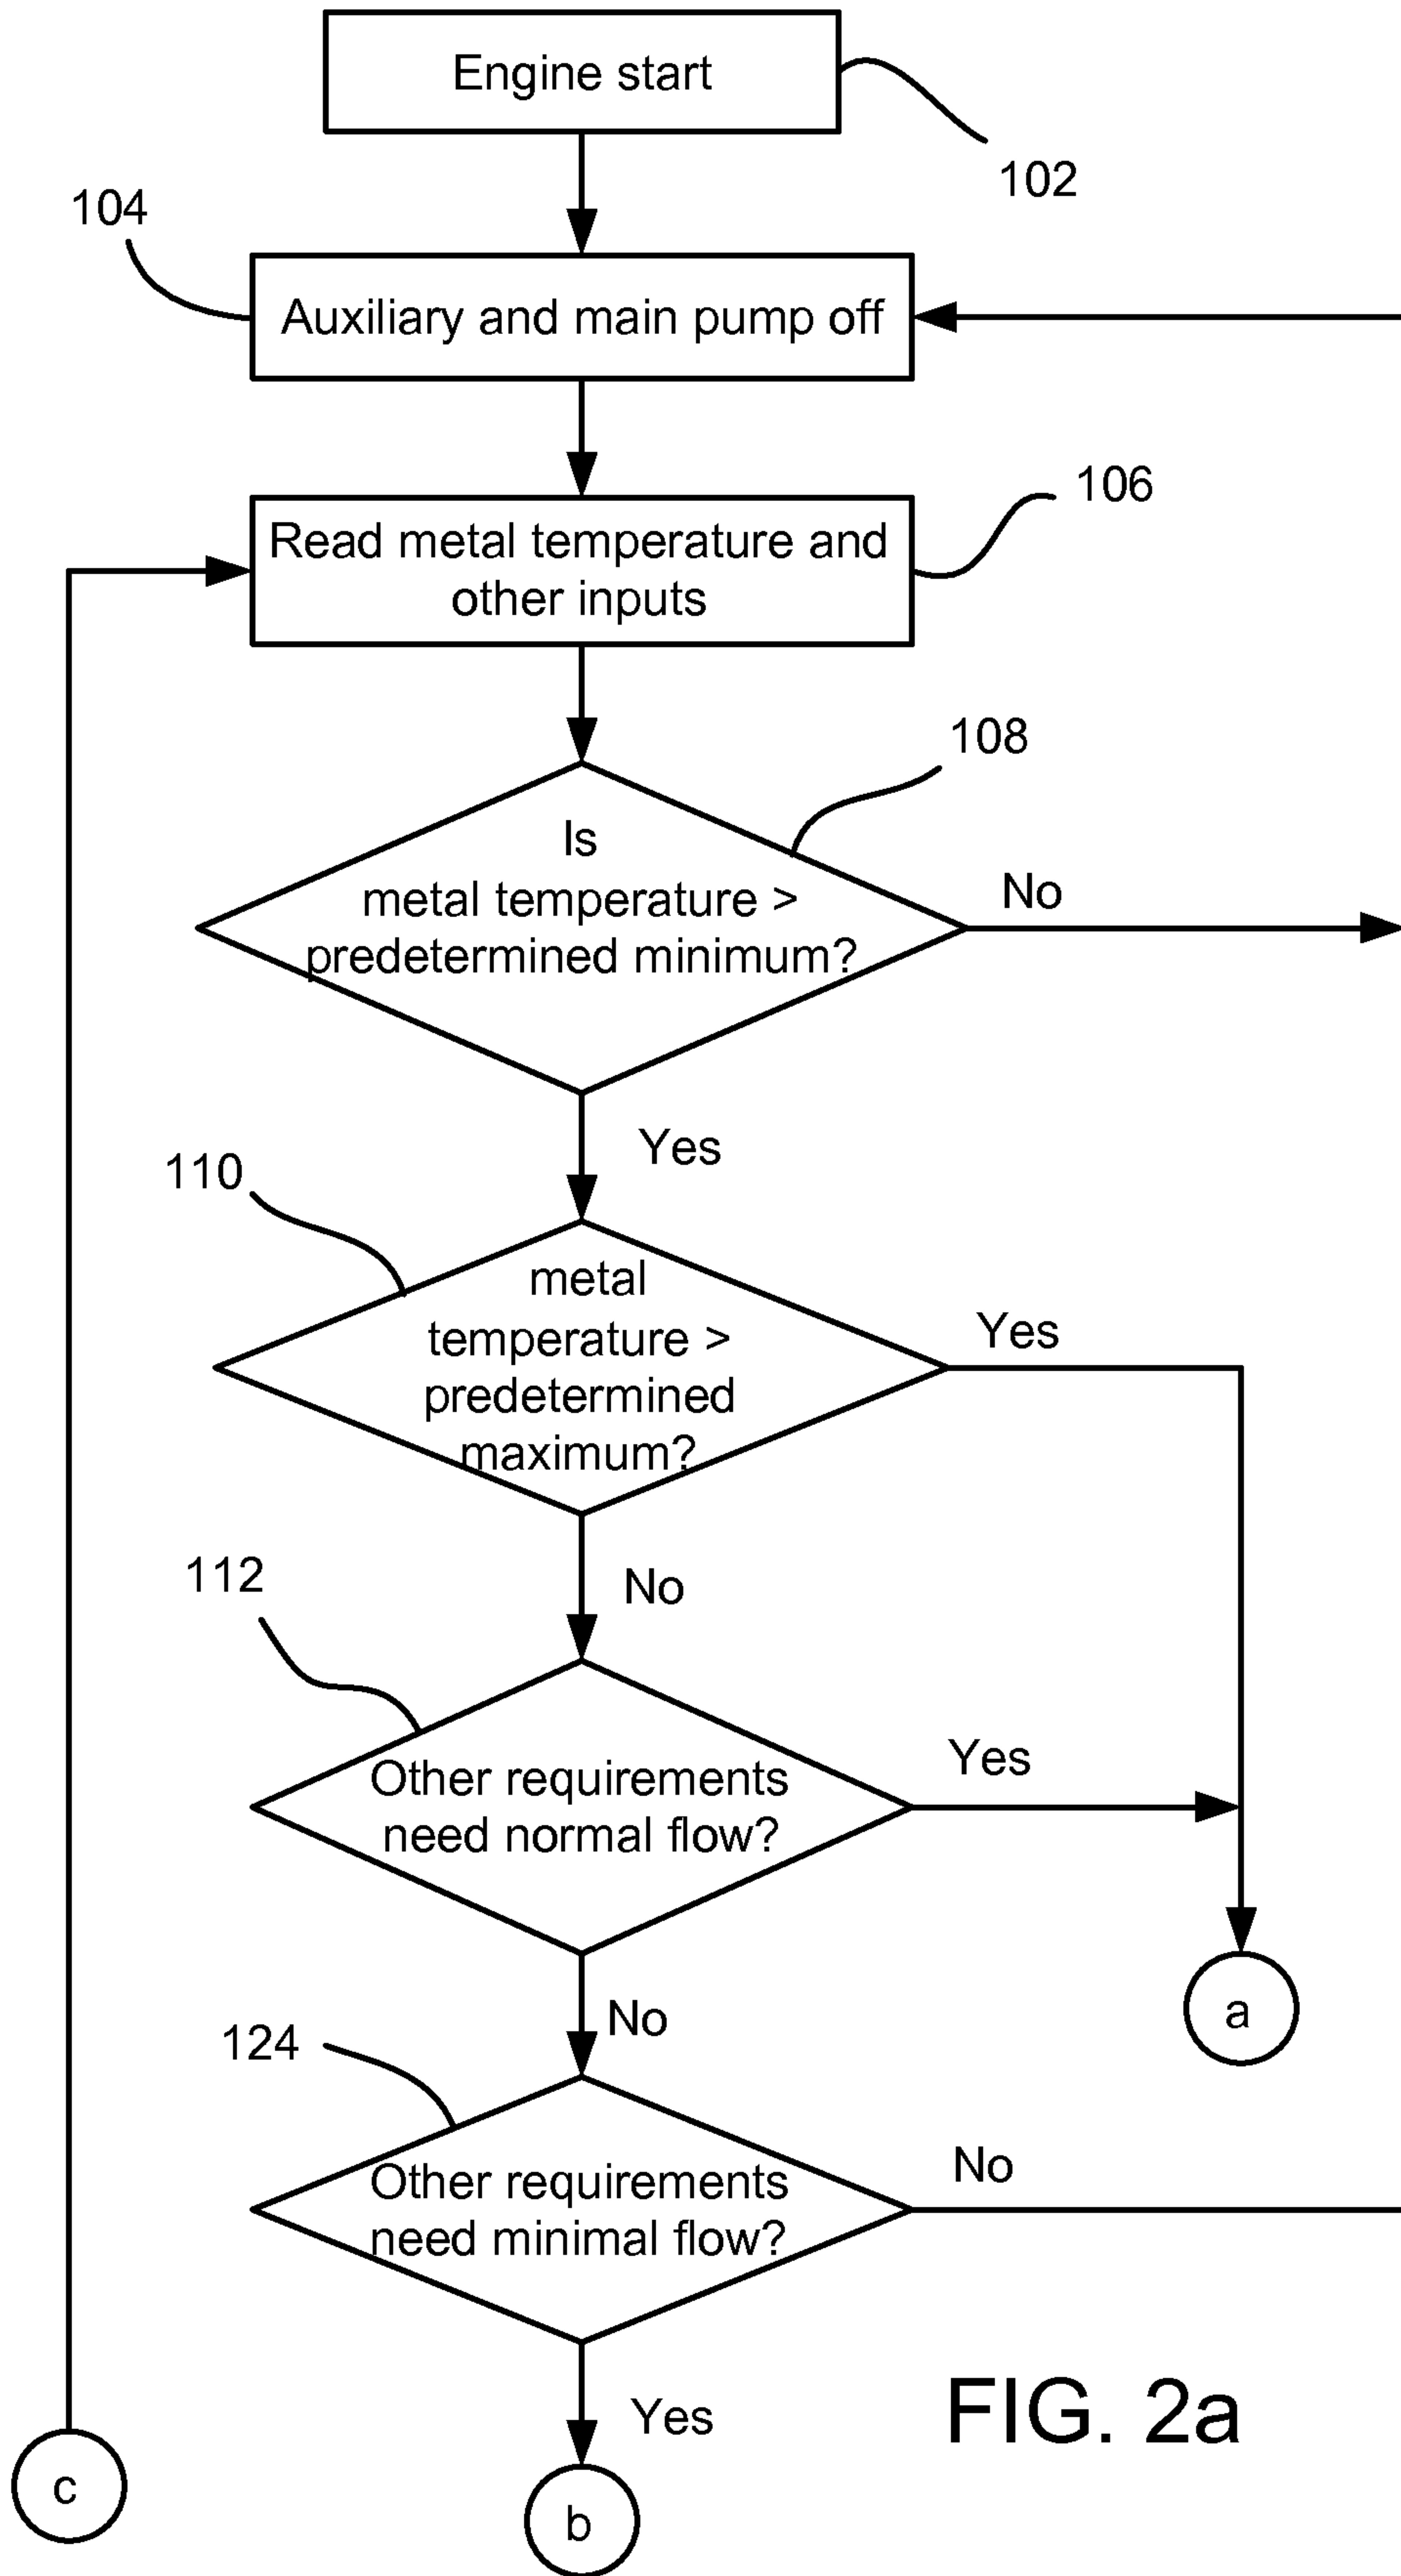 Engine start
102
104
Auxiliary and main pump off
106
Read metal temperature and
other inputs
108
Is
metal temperature >
predetermined minimum?
No
Yes
110
metal
temperature >
predetermined
maximum?
Yes
No
112
Other requirements
need normal flow?
Yes
a
No
124
Other requirements
need minimal flow?
No
Yes
FIG. 2a
c
b